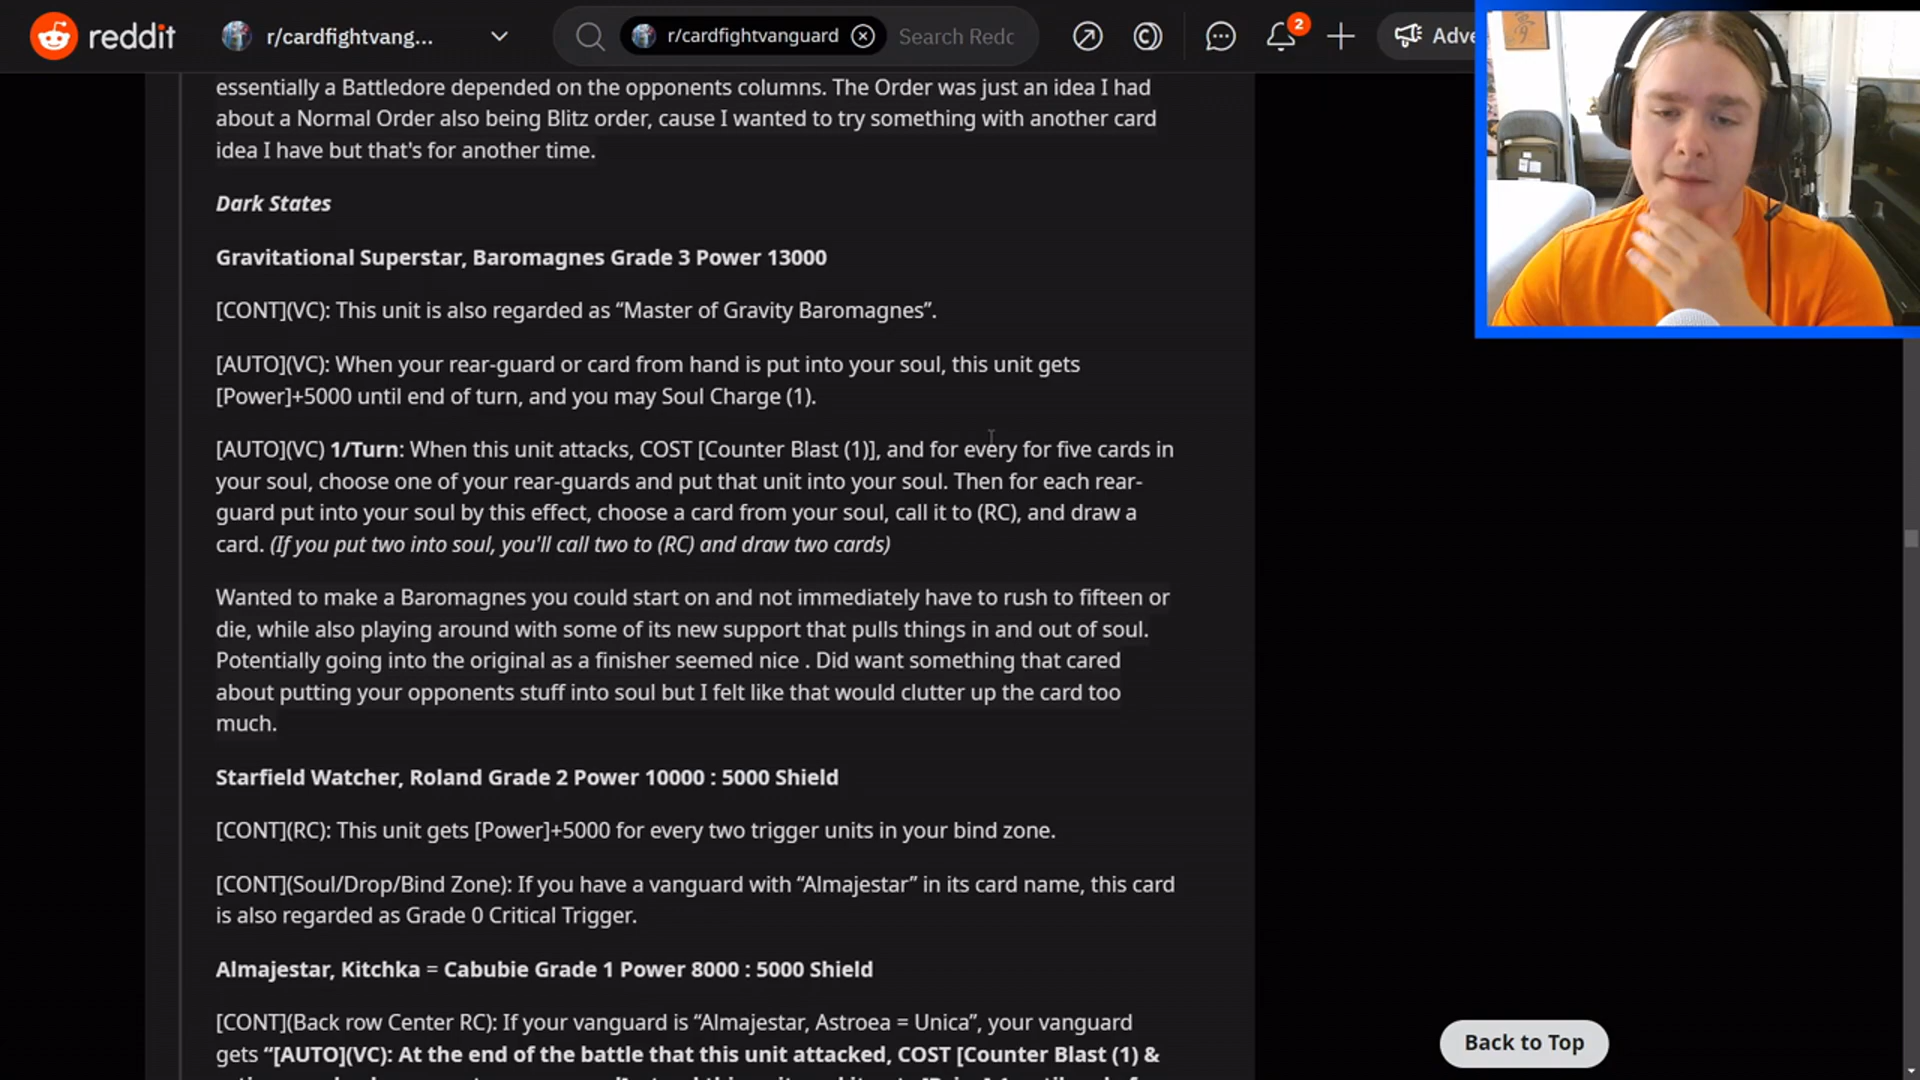 reddit
r/cardfightvang...
r/cardfightvanguard
Search Redc
2
Adve
essentially a Battledore depended on the opponents columns. The Order was just an idea I had
about a Normal Order also being Blitz order, cause I wanted to try something with another card
idea I have but that's for another time.
Dark States
Gravitational Superstar, Baromagnes Grade 3 Power 13000
[CONT](VC): This unit is also regarded as “Master of Gravity Baromagnes”.
[AUTO](VC): When your rear-guard or card from hand is put into your soul, this unit gets
[Power]+5000 until end of turn, and you may Soul Charge (1).
[AUTO](VC) 1/Turn: When this unit attacks, COST [Counter Blast (1)], and for every for five cards in
your soul, choose one of your rear-guards and put that unit into your soul. Then for each rear-
guard put into your soul by this effect, choose a card from your soul, call it to (RC), and draw a
card. (If you put two into soul, you'll call two to (RC) and draw two cards)
Wanted to make a Baromagnes you could start on and not immediately have to rush to fifteen or
die, while also playing around with some of its new support that pulls things in and out of soul.
Potentially going into the original as a finisher seemed nice . Did want something that cared
about putting your opponents stuff into soul but I felt like that would clutter up the card too
much.
Starfield Watcher, Roland Grade 2 Power 10000 : 5000 Shield
[CONT](RC): This unit gets [Power]+5000 for every two trigger units in your bind zone.
[CONT](Soul/Drop/Bind Zone): If you have a vanguard with “Almajestar” in its card name, this card
is also regarded as Grade 0 Critical Trigger.
Almajestar, Kitchka = Cabubie Grade 1 Power 8000 : 5000 Shield
[CONT](Back row Center RC): If your vanguard is “Almajestar, Astroea = Unica”, your vanguard
gets “[AUTO](VC): At the end of the battle that this unit attacked, COST [Counter Blast (1) &
Back to Top